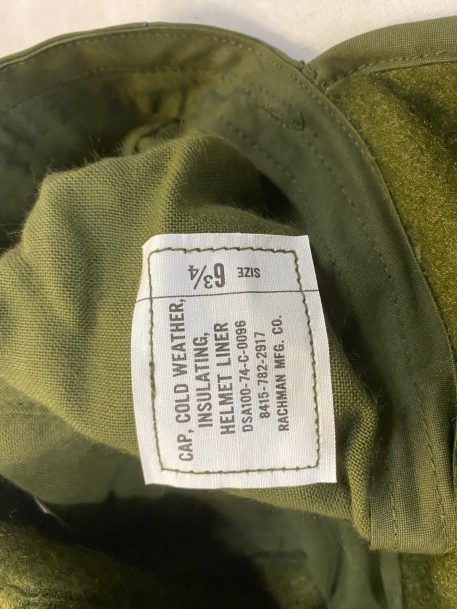 SIZE 6¾
CAP, COLD WEATHER,
INSULATING,
HELMET LINER
DSA100-74-C-0096
8415-782-2917
RACHMAN MFG. CO.